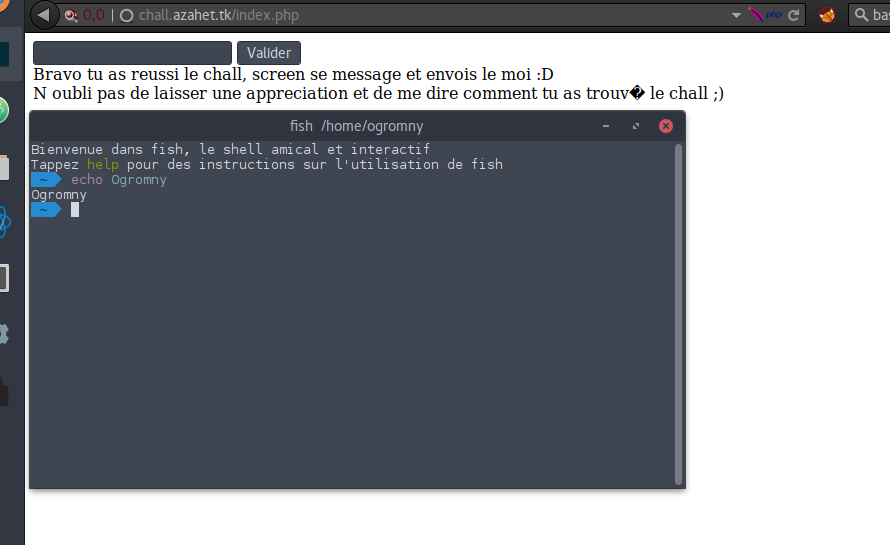 0,0 chall.azahet.tk/index.php php bas
Valider
Bravo tu as reussi le chall, screen se message et envois le moi :D
N oubli pas de laisser une appreciation et de me dire comment tu as trouv� le chall ;)
fish /home/ogromny
Bienvenue dans fish, le shell amical et interactif
Tappez help pour des instructions sur l'utilisation de fish
~ echo Ogromny
Ogromny
~